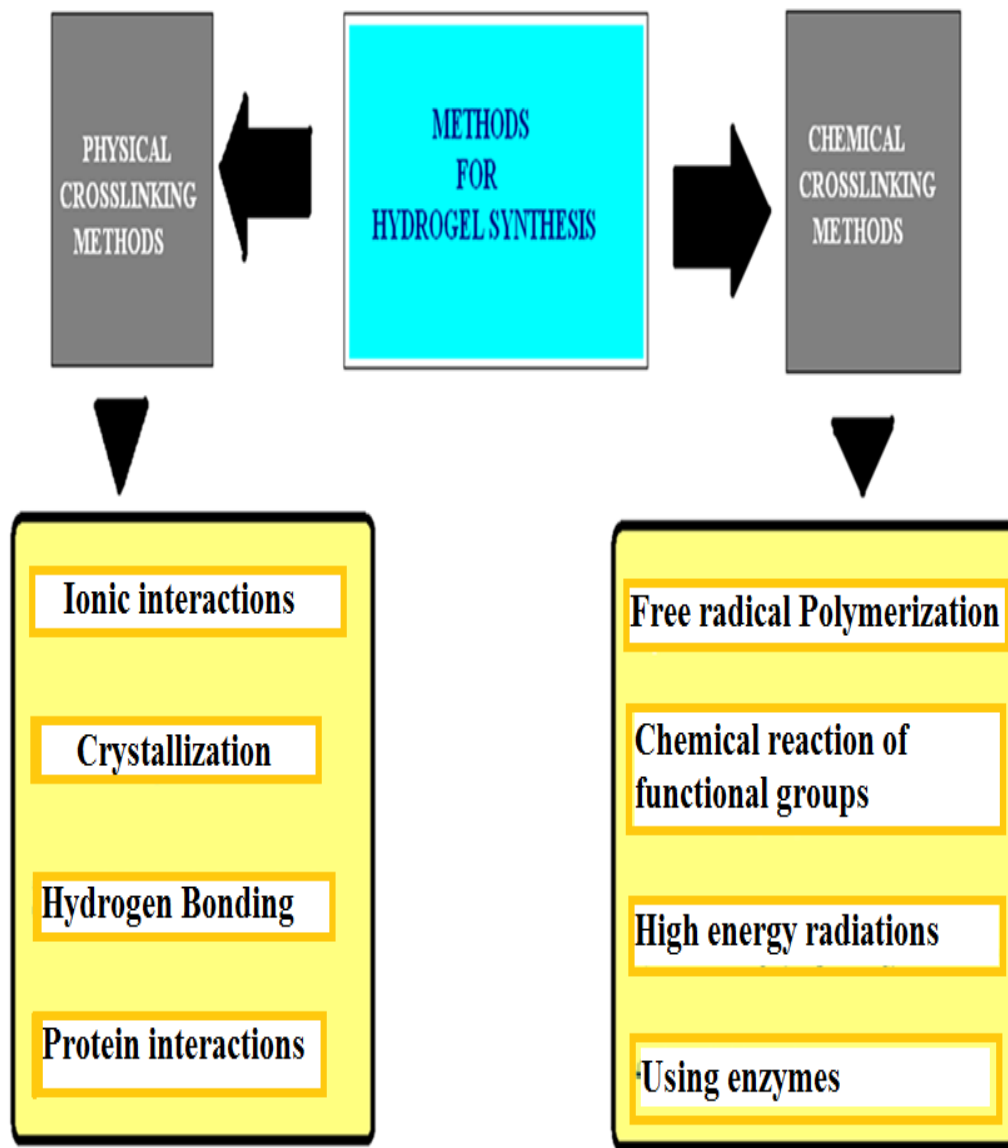 PHYSICAL
CROSSLINKING
METHODS
METHODS
FOR
HYDROGEL SYNTHESIS
CHEMICAL
CROSSLINKING
METHODS
Ionic interactions
Crystallization
Hydrogen Bonding
Protein interactions
Free radical Polymerization
Chemical reaction of
functional groups
High energy radiations
Using enzymes